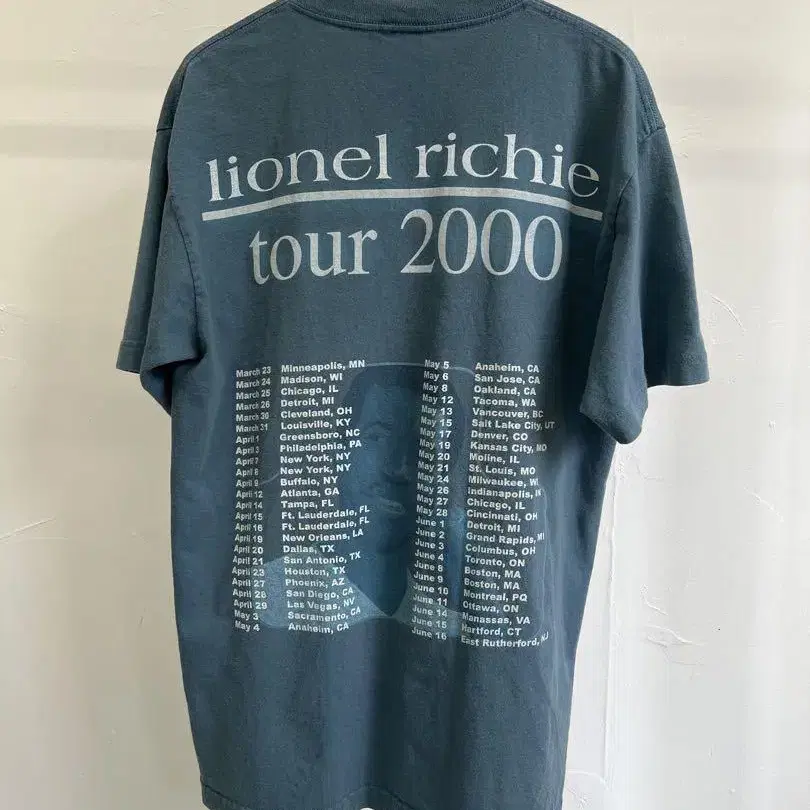 lionel richie
tour 2000
March 23 Minneapolis, MN
March 24 Madison, WI
March 25 Chicago, IL
March 26 Detroit, MI
March 30 Cleveland, OH
March 31 Louisville, KY
April 1 Greensboro, NC
April 3 Philadelphia, PA
April 7 New York, NY
April 8 New York, NY
April 9 Buffalo, NY
April 12 Atlanta, GA
April 14 Tampa, FL
April 15 Ft. Lauderdale, FL
April 16 Ft. Lauderdale, FL
April 19 New Orleans, LA
April 20 Dallas, TX
April 21 San Antonio, TX
April 23 Houston, TX
April 27 Phoenix, AZ
April 28 San Diego, CA
April 29 Las Vegas, NV
May 3 Sacramento, CA
May 4 Anaheim, CA
May 5 Anaheim, CA
May 6 San Jose, CA
May 8 Oakland, CA
May 12 Tacoma, WA
May 13 Vancouver, BC
May 15 Salt Lake City, UT
May 17 Denver, CO
May 19 Kansas City, MO
May 20 Moline, IL
May 21 St. Louis, MO
May 24 Milwaukee, WI
May 26 Indianapolis, IN
May 27 Chicago, IL
May 28 Cincinnati, OH
June 1 Detroit, MI
June 2 Grand Rapids, MI
June 3 Columbus, OH
June 4 Toronto, ON
June 8 Boston, MA
June 9 Boston, MA
June 10 Montreal, PQ
June 11 Ottawa, ON
June 14 Manassas, VA
June 15 Hartford, CT
June 16 East Rutherford, NJ